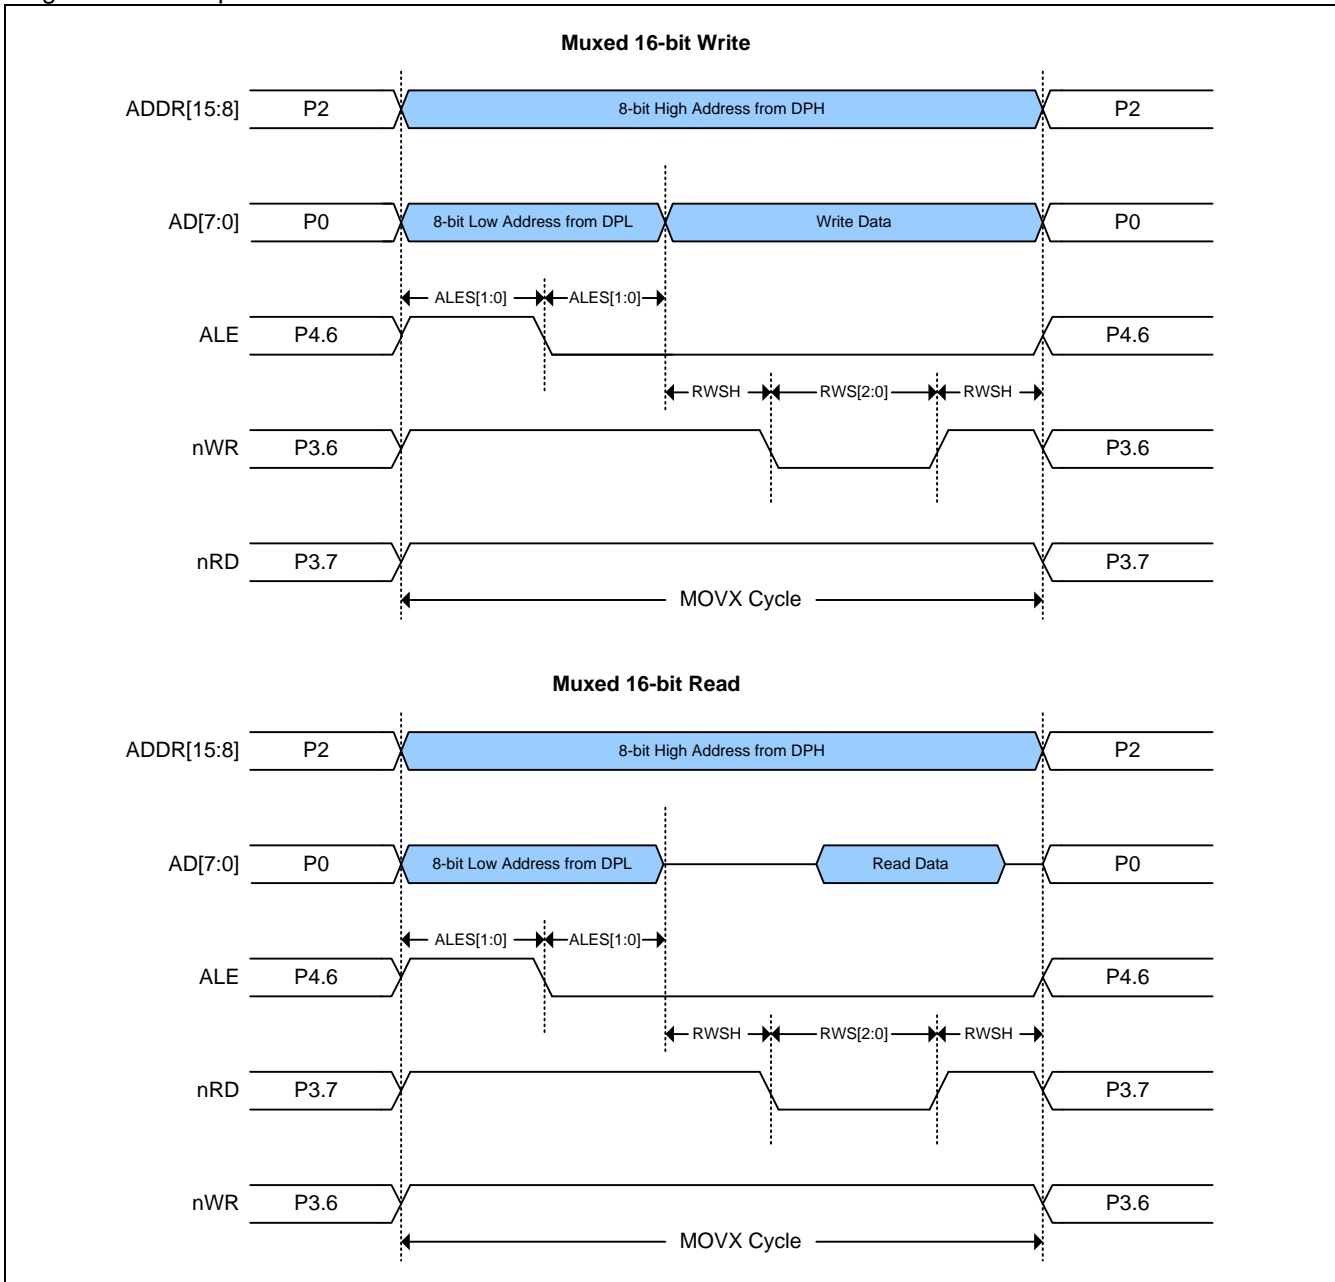 Muxed 16-bit Write
ADDR[15:8] P2 8-bit High Address from DPH P2
AD[7:0] P0 8-bit Low Address from DPL Write Data P0
ALES[1:0] ALES[1:0]
ALE P4.6 P4.6
RWSH RWS[2:0] RWSH
nWR P3.6 P3.6
nRD P3.7 P3.7
MOVX Cycle
Muxed 16-bit Read
ADDR[15:8] P2 8-bit High Address from DPH P2
AD[7:0] P0 8-bit Low Address from DPL Read Data P0
ALES[1:0] ALES[1:0]
ALE P4.6 P4.6
RWSH RWS[2:0] RWSH
nRD P3.7 P3.7
nWR P3.6 P3.6
MOVX Cycle